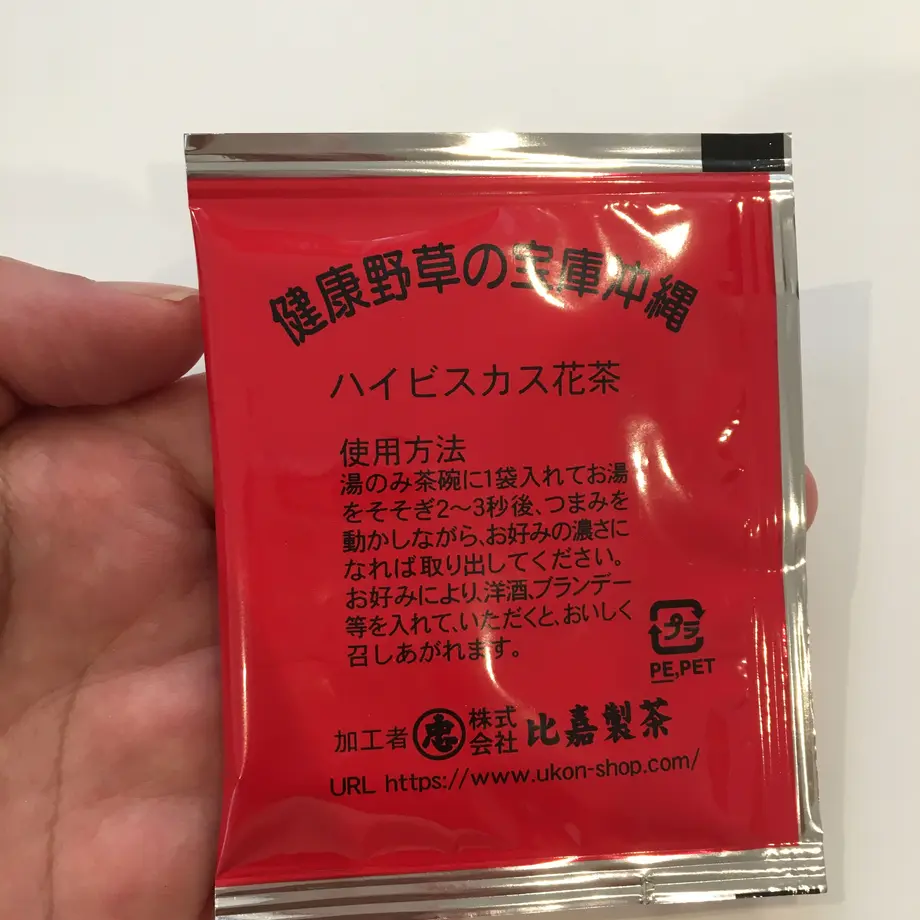 健康野草の宝庫沖縄
ハイビスカス花茶
使用方法
湯のみ茶碗に1袋入れてお湯
をそそぎ2〜3秒後、つまみを
動かしながら、お好みの濃さに
なれば取り出してください。
お好みにより、洋酒、ブランデー
等を入れて、いただくと、おいしく
召しあがれます。
プラ
PE,PET
加工者 忠 株式会社 比嘉製茶
URL https://www.ukon-shop.com/